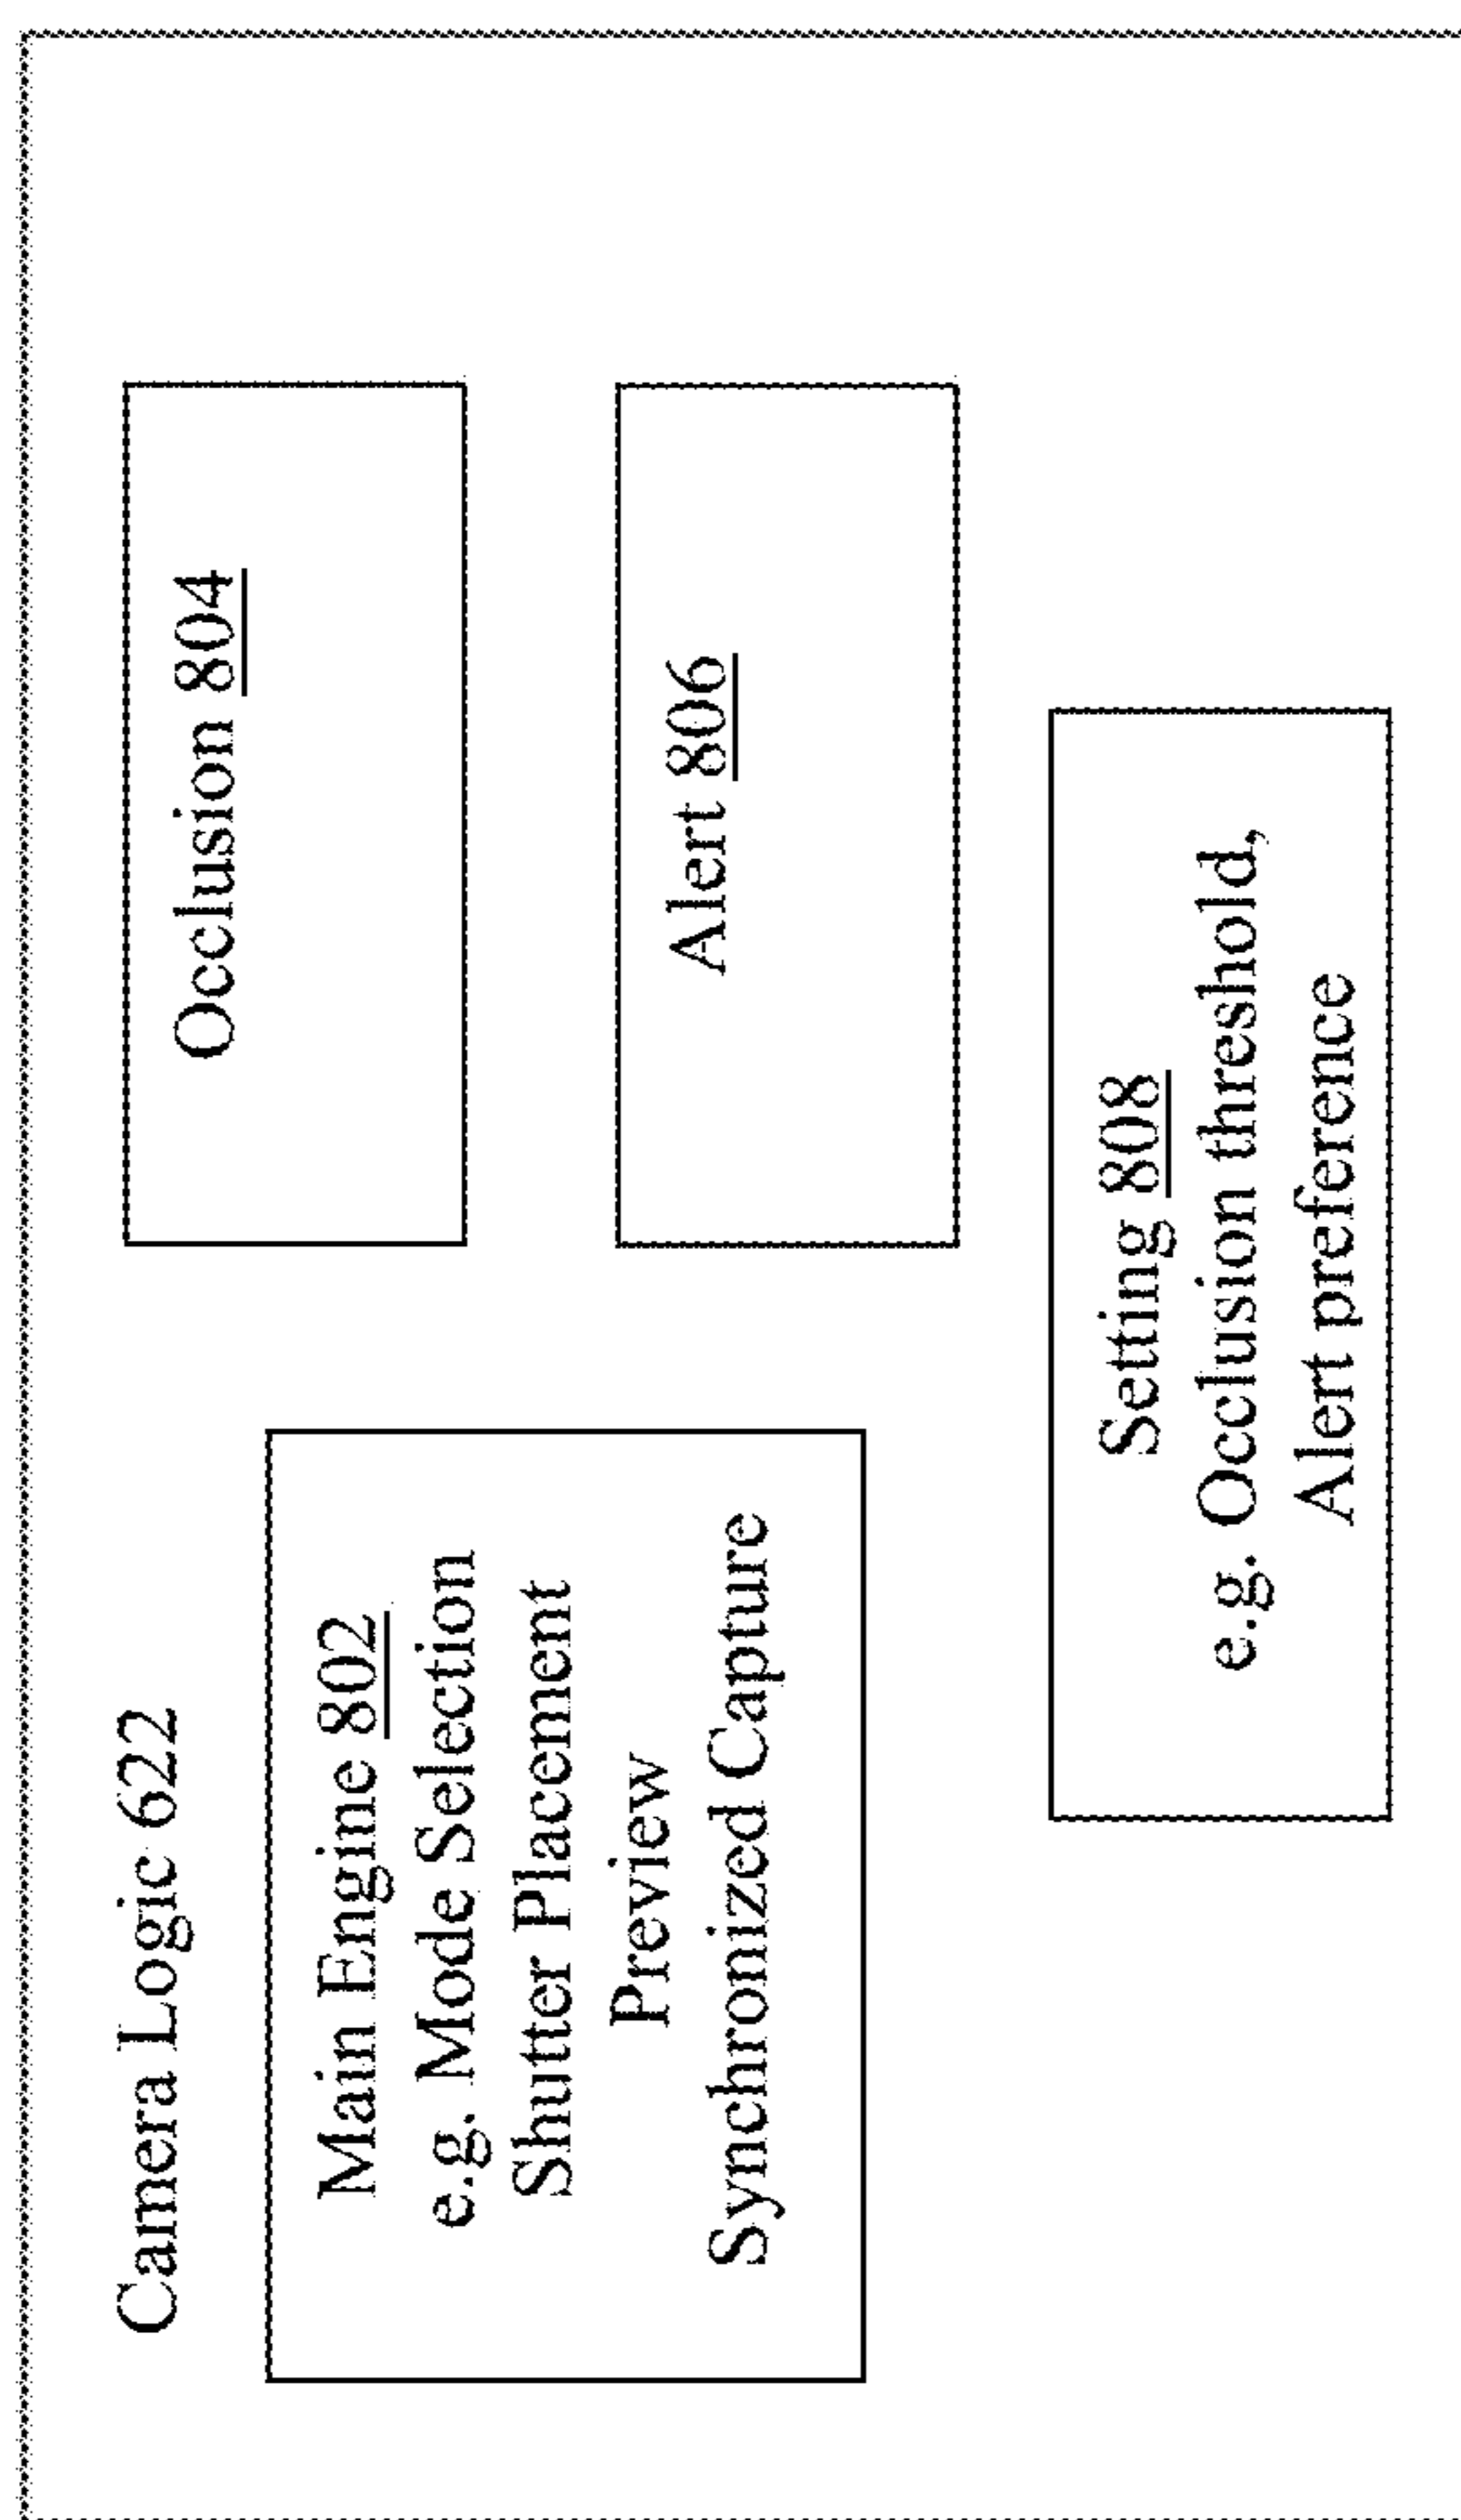 Camera Logic 622
Main Engine 802
e.g. Mode Selection
Shutter Placement
Preview
Synchronized Capture
Occlusion 804
Alert 806
Setting 808
e.g. Occlusion threshold,
Alert preference